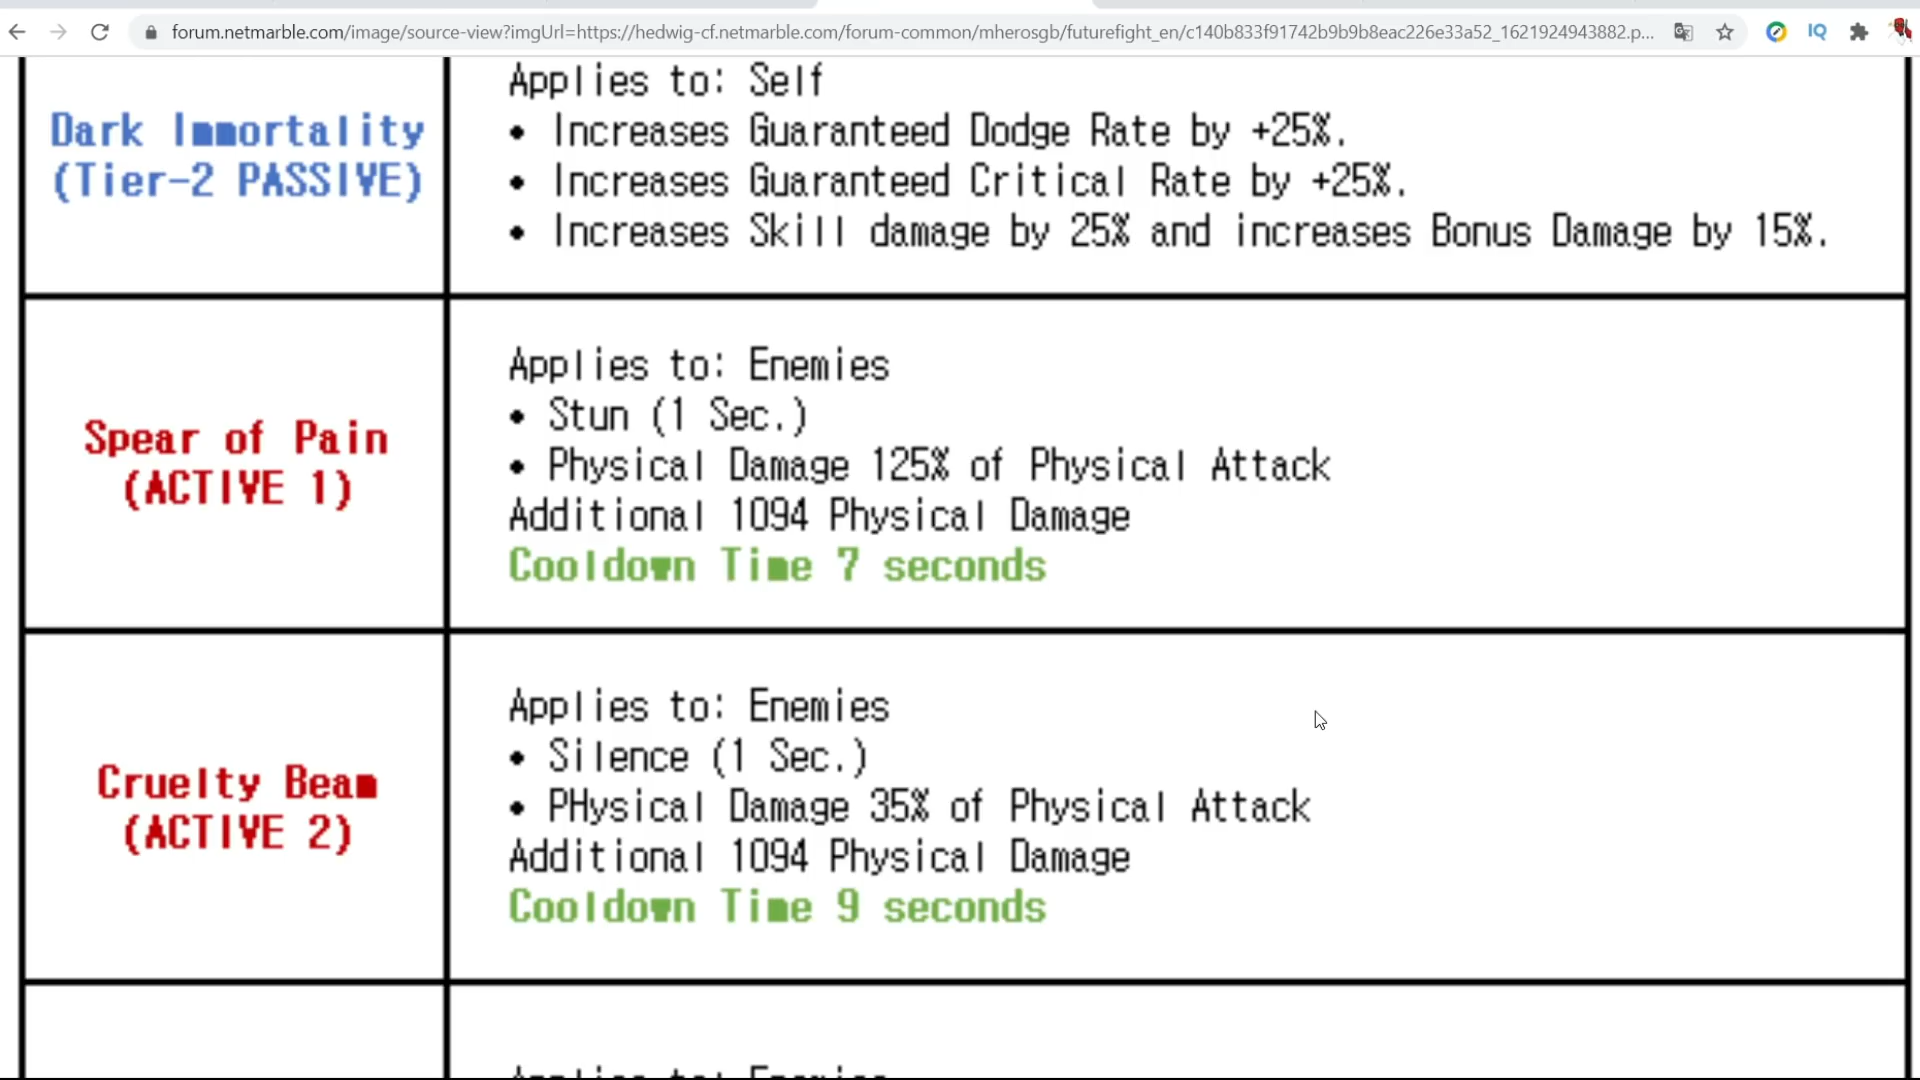 forum.netmarble.com/image/source-view?imgUrl=https://hedwig-cf.netmarble.com/forum-common/mherosgb/futurefight_en/c140b833f91742b9b9b8eac226e33a52_1621924943882.p...
IQ
Dark Immortality
(Tier-2 PASSIVE)
Applies to: Self
• Increases Guaranteed Dodge Rate by +25%.
• Increases Guaranteed Critical Rate by +25%.
• Increases Skill damage by 25% and increases Bonus Damage by 15%.
Spear of Pain
(ACTIVE 1)
Applies to: Enemies
• Stun (1 Sec.)
• Physical Damage 125% of Physical Attack
Additional 1094 Physical Damage
Cooldown Time 7 seconds
Cruelty Beam
(ACTIVE 2)
Applies to: Enemies
• Silence (1 Sec.)
• PHysical Damage 35% of Physical Attack
Additional 1094 Physical Damage
Cooldown Time 9 seconds
Applies to: Enemies